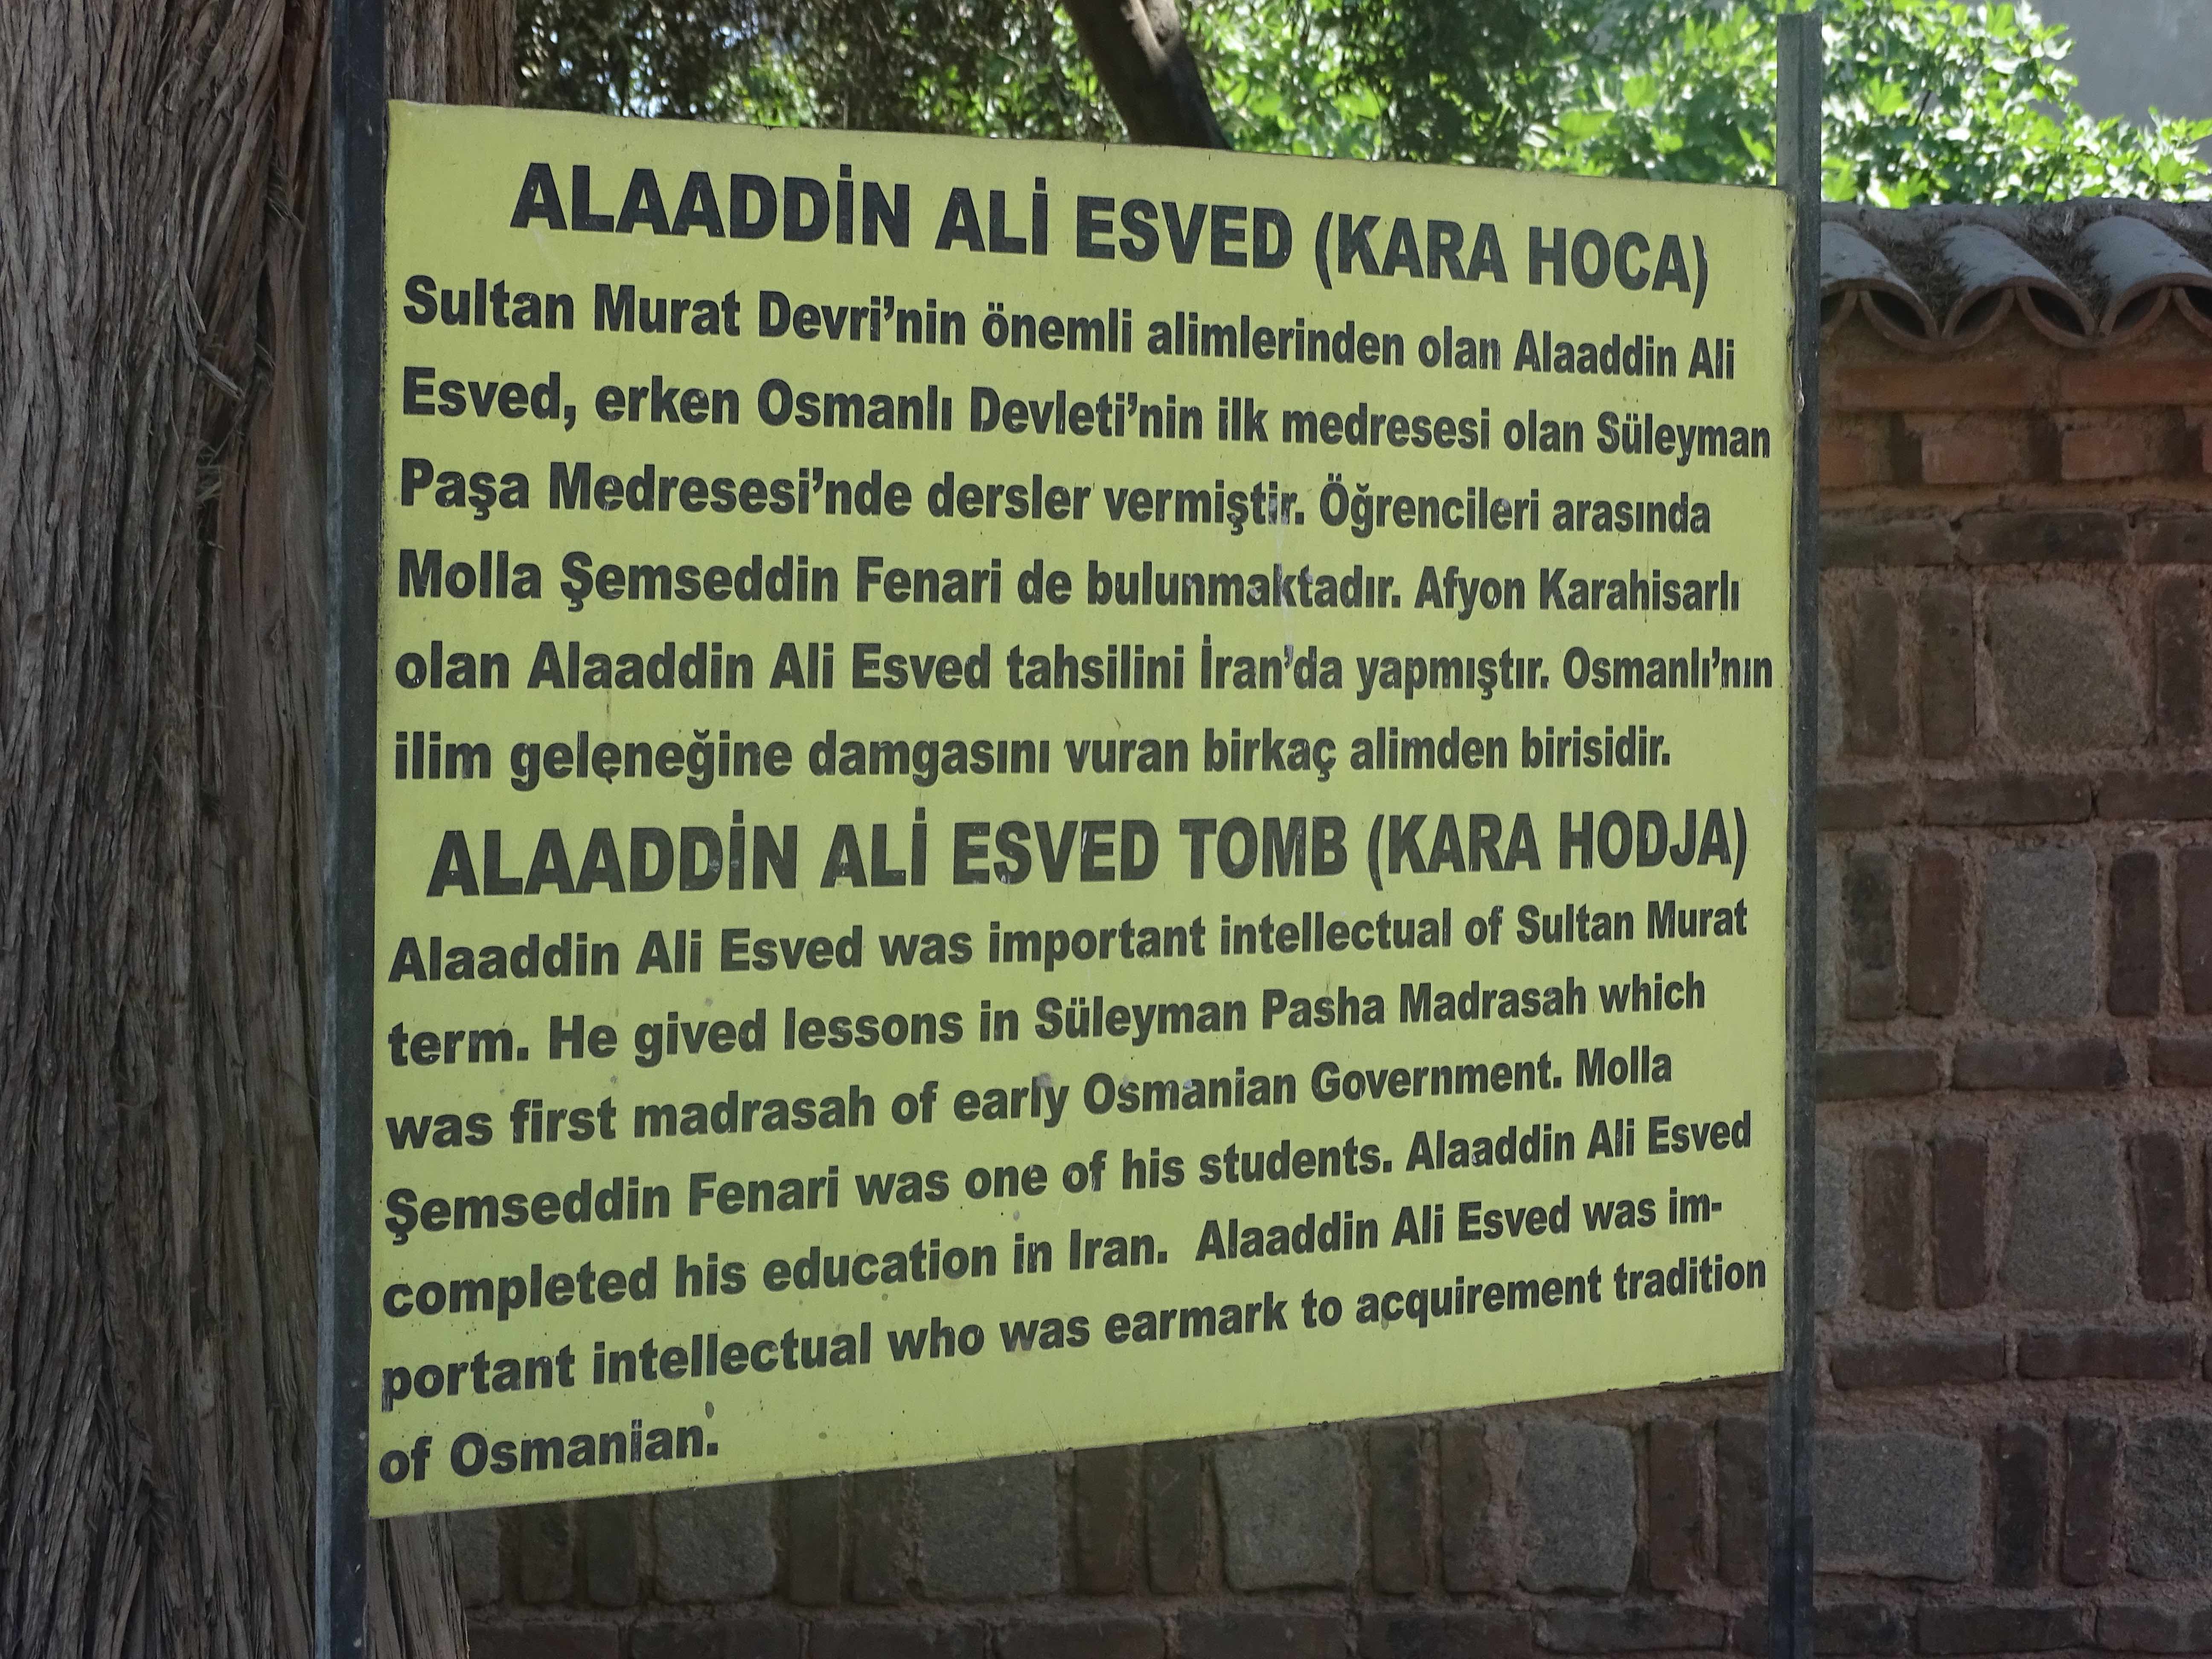 ALAADDİN ALİ ESVED (KARA HOCA)
Sultan Murat Devri’nin önemli alimlerinden olan Alaaddin Ali
Esved, erken Osmanlı Devleti’nin ilk medresesi olan Süleyman
Paşa Medresesi’nde dersler vermiştir. Öğrencileri arasında
Molla Şemseddin Fenari de bulunmaktadır. Afyon Karahisarlı
olan Alaaddin Ali Esved tahsilini İran’da yapmıştır. Osmanlı’nın
ilim geleneğine damgasını vuran birkaç alimden birisidir.
ALAADDİN ALİ ESVED TOMB (KARA HODJA)
Alaaddin Ali Esved was important intellectual of Sultan Murat
term. He gived lessons in Süleyman Pasha Madrasah which
was first madrasah of early Osmanian Government. Molla
Şemseddin Fenari was one of his students. Alaaddin Ali Esved
completed his education in Iran. Alaaddin Ali Esved was im-
portant intellectual who was earmark to acquirement tradition
of Osmanian.